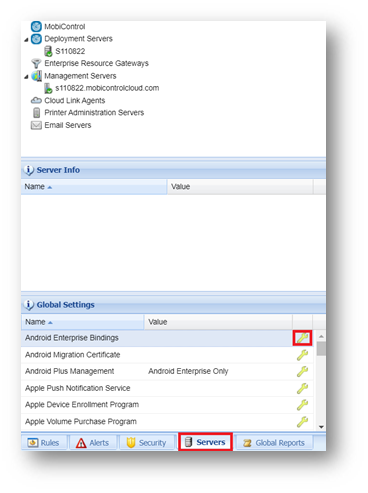 MobiControl
Deployment Servers
S110822
Enterprise Resource Gateways
Management Servers
s110822.mobicontrolcloud.com
Cloud Link Agents
Printer Administration Servers
Email Servers
Server Info
Name Value
Global Settings
Name Value
Android Enterprise Bindings
Android Migration Certificate
Android Plus Management Android Enterprise Only
Apple Push Notification Service
Apple Device Enrollment Program
Apple Volume Purchase Program
Rules Alerts Security Servers Global Reports